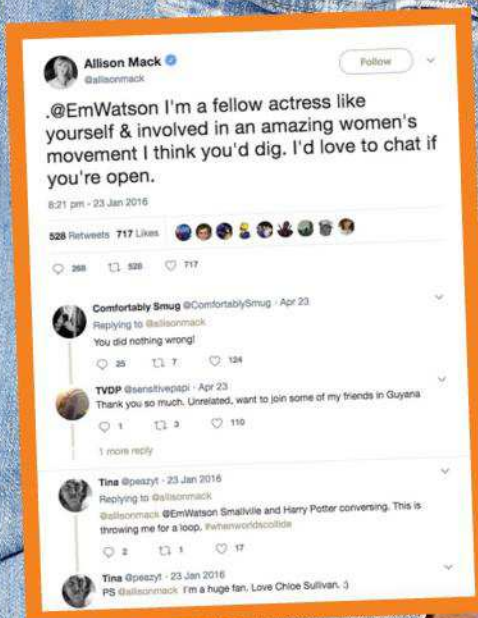 Allison Mack
Follow
@allisonmack
.@EmWatson I'm a fellow actress like
yourself & involved in an amazing women's
movement I think you'd dig. I'd love to chat if
you're open.
8:21 pm - 23 Jan 2016
528 Retweets 717 Likes
268 528 717
Comfortably Smug @ComfortablySmug · Apr 23
Replying to @allisonmack
You did nothing wrong!
25 7 124
TVDP @sensitivepapi · Apr 23
Thank you so much. Unrelated, want to join some of my friends in Guyana
1 3 110
1 more reply
Tina @peazyt · 23 Jan 2016
Replying to @allisonmack
@allisonmack @EmWatson Smallville and Harry Potter conversing. This is
throwing me for a loop. #whenworldscollide
2 1 17
Tina @peazyt · 23 Jan 2016
PS @allisonmack I'm a huge fan. Love Chloe Sullivan. :)